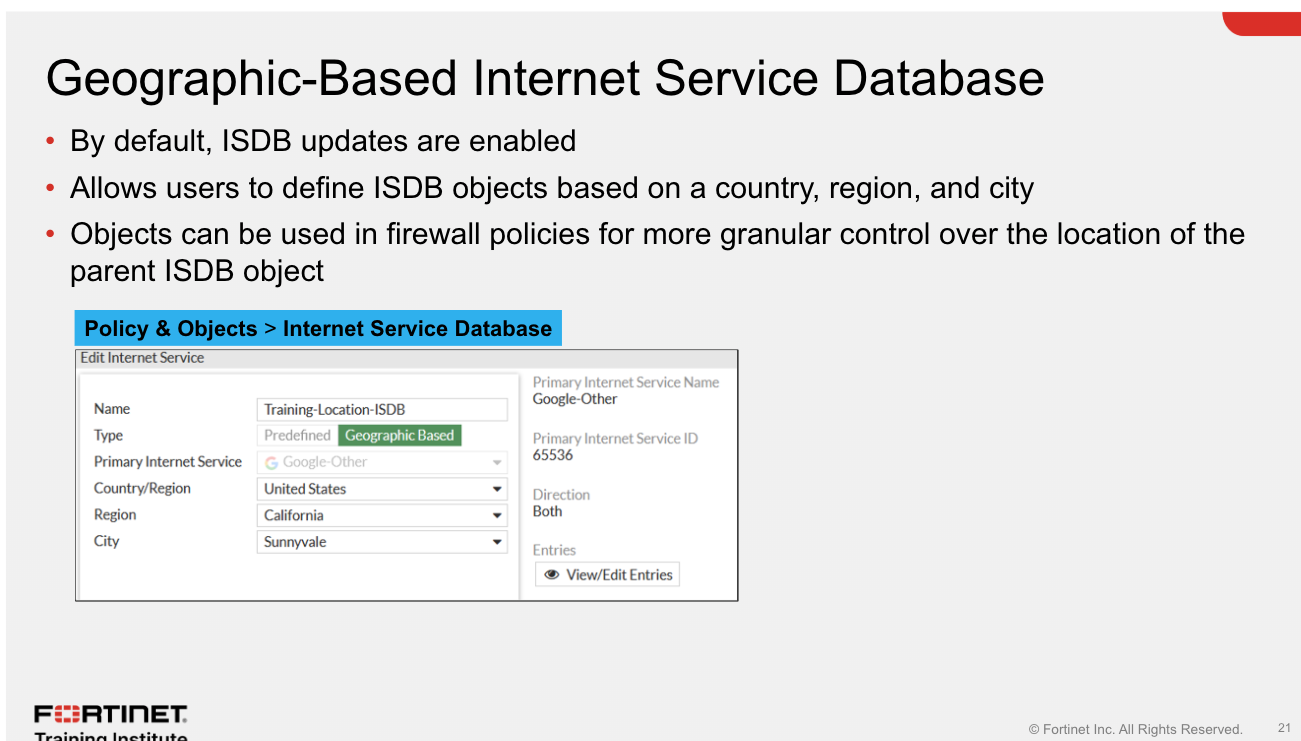 Geographic-Based Internet Service Database
• By default, ISDB updates are enabled
• Allows users to define ISDB objects based on a country, region, and city
• Objects can be used in firewall policies for more granular control over the location of the
parent ISDB object
Policy & Objects > Internet Service Database
Edit Internet Service
Name Training-Location-ISDB
Type Predefined Geographic Based
Primary Internet Service Google-Other
Country/Region United States
Region California
City Sunnyvale
Primary Internet Service Name
Google-Other
Primary Internet Service ID
65536
Direction
Both
Entries
View/Edit Entries
FORTINET
Training Institute
© Fortinet Inc. All Rights Reserved. 21